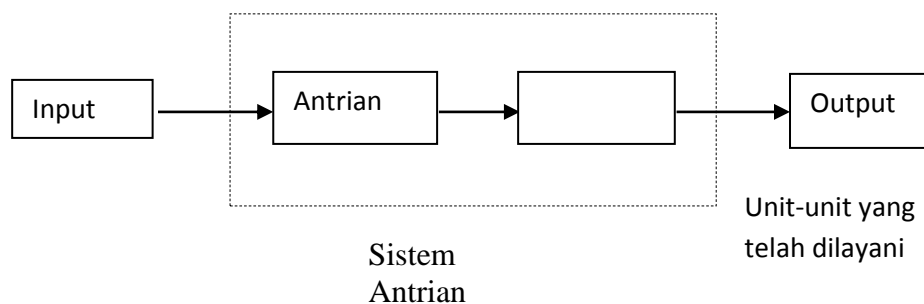 Input
Antrian
Output
Unit-unit yang
telah dilayani
Sistem
Antrian